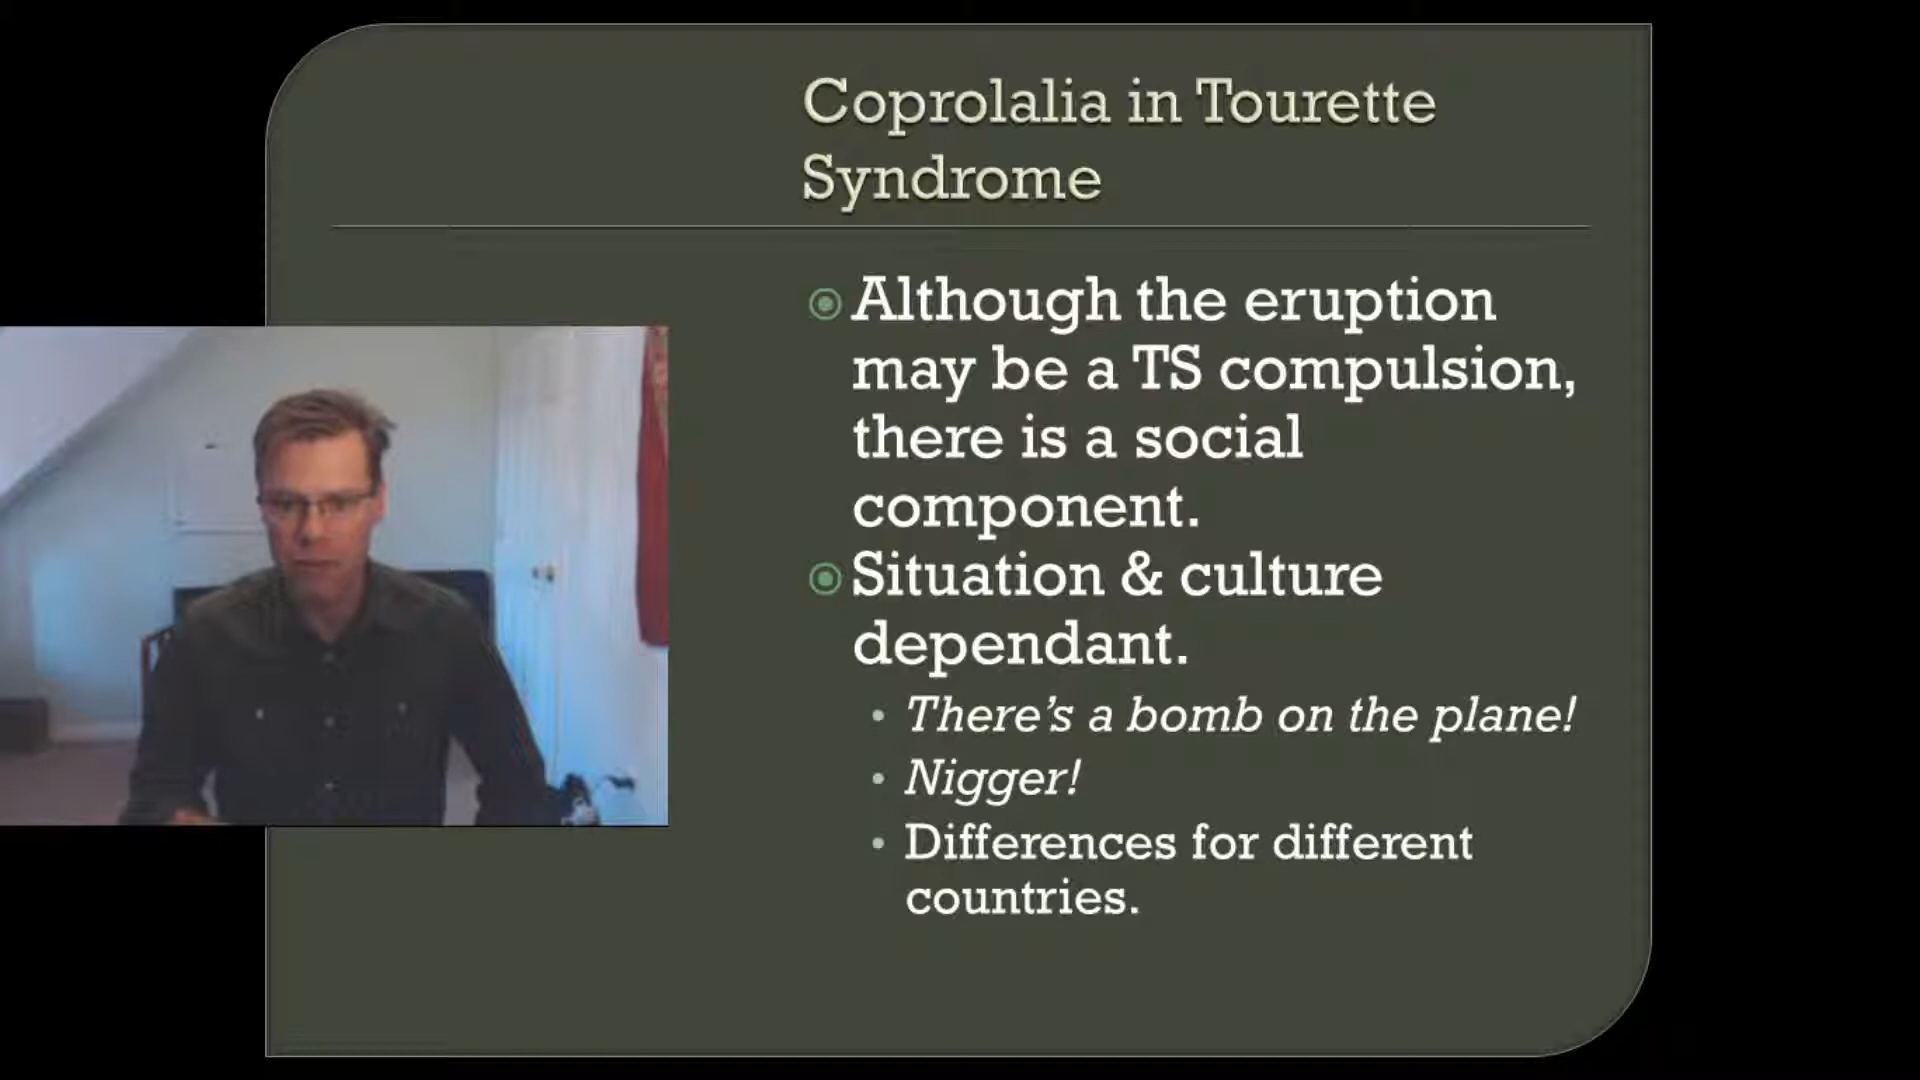 Coprolalia in Tourette
Syndrome
Although the eruption
may be a TS compulsion,
there is a social
component.
Situation & culture
dependant.
There's a bomb on the plane!
Nigger!
Differences for different
countries.